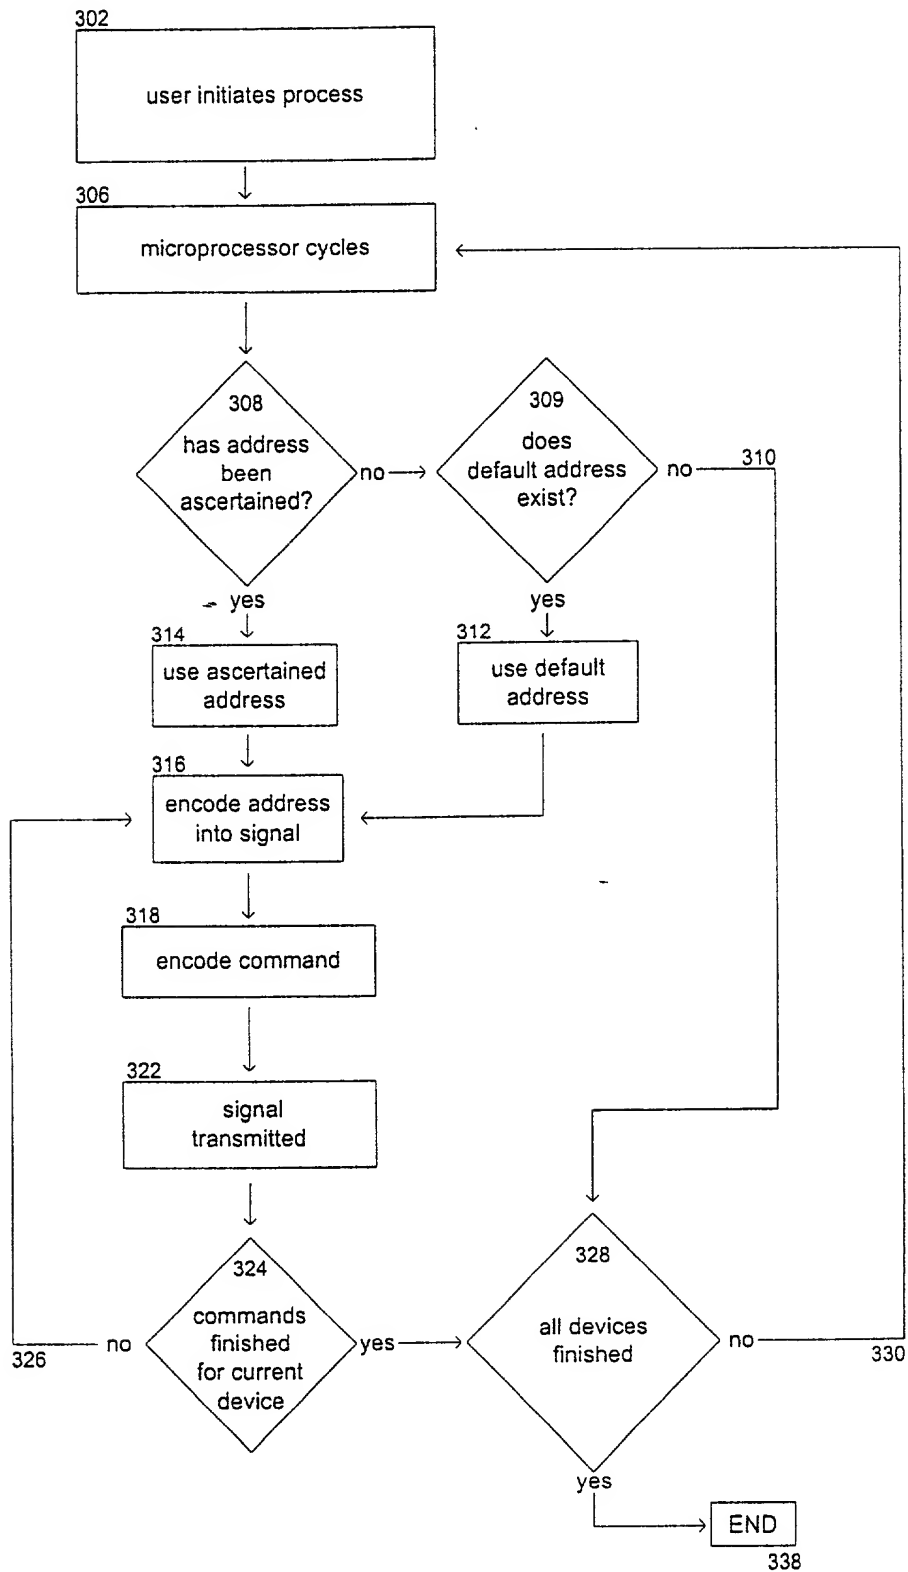 302
user initiates process
306
microprocessor cycles
308
has address
been
ascertained?
no
309
does
default address
exist?
no
310
yes
yes
314
use ascertained
address
312
use default
address
316
encode address
into signal
318
encode command
322
signal
transmitted
324
commands
finished
for current
device
no
326
yes
328
all devices
finished
no
330
yes
END
338